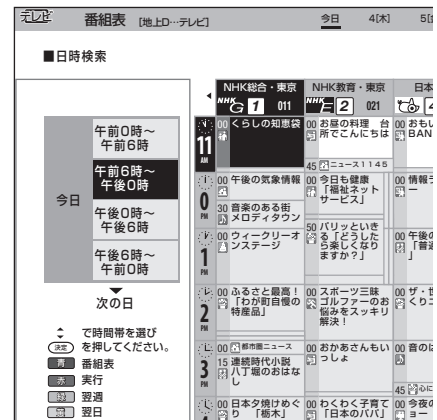 テレビ 番組表 [地上D…テレビ] 今日 4[木]
■日時検索
NHK総合・東京 NHK教育・東京
NHK G 1 011 NHK E 2 021
今日
午前0時～
午前6時
午前6時～
午後0時
午後0時～
午後6時
午後6時～
午前0時
次の日
で時間帯を選び
決定 を押してください。
青 番組表
赤 実行
緑 翌週
黄 翌日
11 AM
00 くらしの知恵袋
00 お昼の料理 台
所でこんにちは
00 おもい
BAN
45 ニュース1145
0 PM
00 午後の気象情報
30 音楽のある街
メロディタウン
00 今日も健康
「福祉ネット
サービス」
50 バリッといき
る「どうした
ら楽しくなり
ますか?」
00 情報ラ
ー
1 PM
00 ウィークリーオ
ンステージ
00 午後の
「普通
」
2 PM
00 ふるさと最高!
「わが町自慢の
特産品」
00 スポーツ三昧
ゴルファーのお
悩みをスッキリ
解決!
00 ザ・世
くりニ
3 PM
00 首都圏ニュース
15 連続時代小説
八丁堀のおはな
し
00 おかあさんもい
っしょ
00 音のは
45 心に
00 日本夕焼けめぐ
り 「栃木」
00 わくわく子育て
「日本のパパ」
00 今夜の
ョー